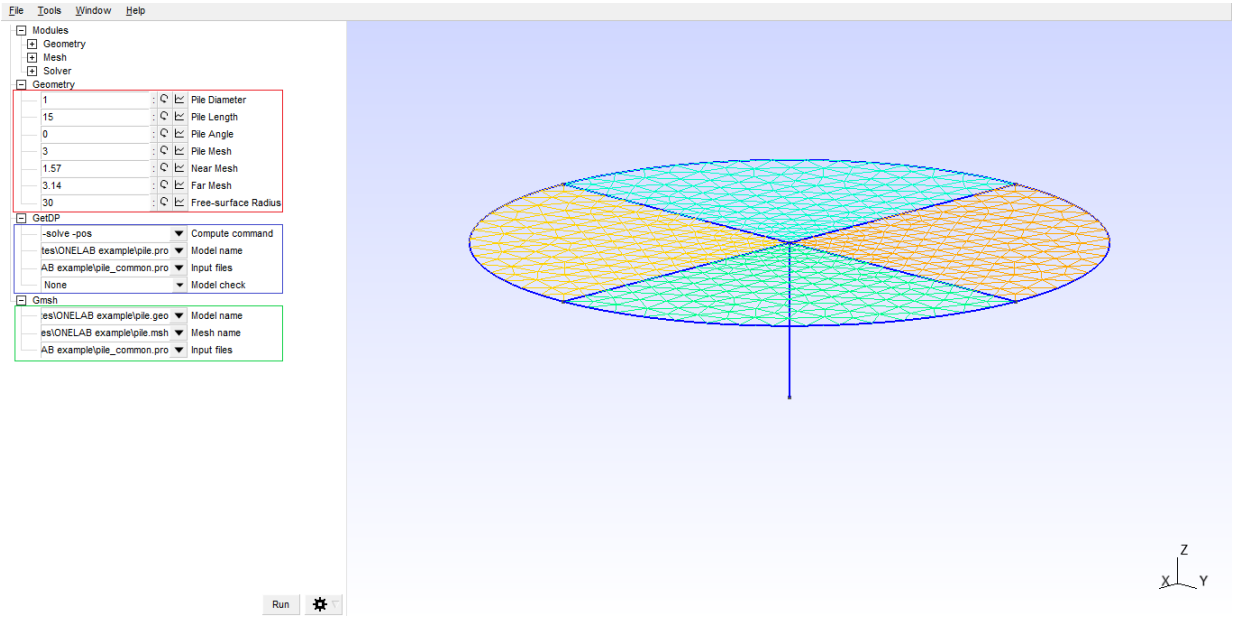 File Tools Window Help
Modules
Geometry
Mesh
Solver
Geometry
1 : Pile Diameter
15 : Pile Length
0 : Pile Angle
3 : Pile Mesh
1.57 : Near Mesh
3.14 : Far Mesh
30 : Free-surface Radius
GetDP
-solve -pos Compute command
tes\ONELAB example\pile.pro Model name
AB example\pile_common.pro Input files
None Model check
Gmsh
tes\ONELAB example\pile.geo Model name
es\ONELAB example\pile.msh Mesh name
AB example\pile_common.pro Input files
Z
X Y
Run